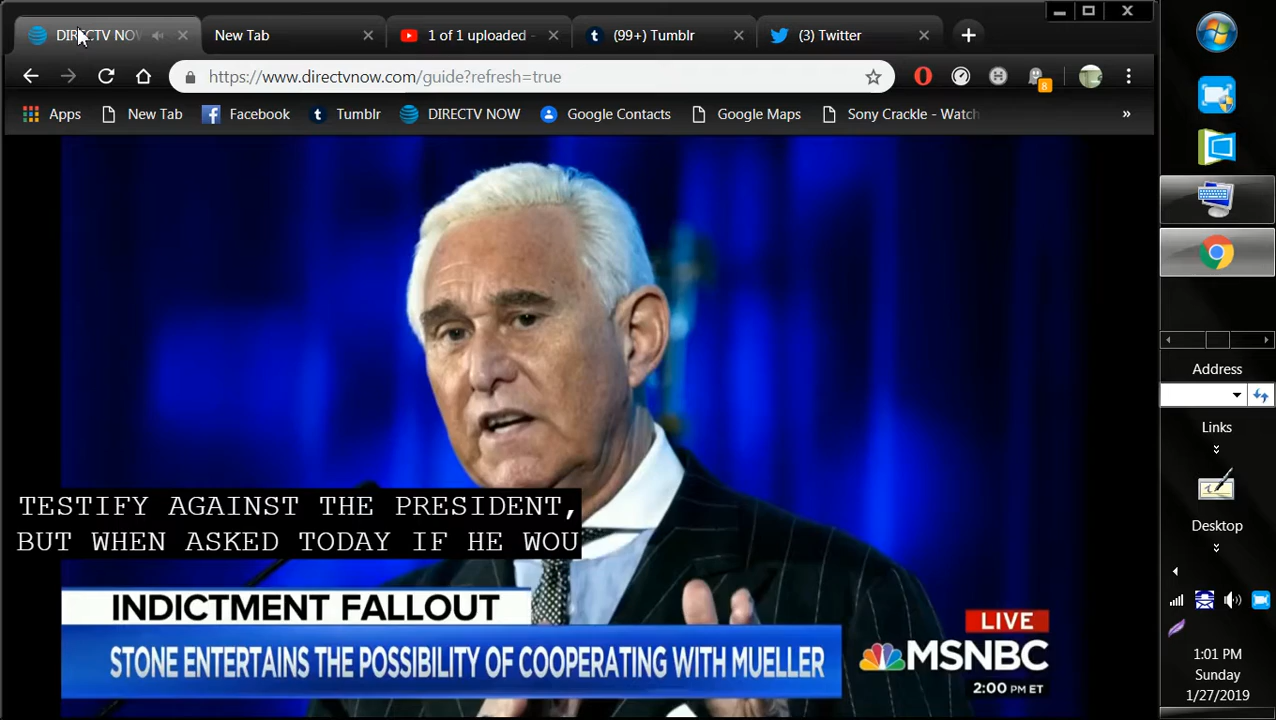 DIRECTV NOW
New Tab
1 of 1 uploaded -
(99+) Tumblr
(3) Twitter
https://www.directvnow.com/guide?refresh=true
8
Apps
New Tab
Facebook
Tumblr
DIRECTV NOW
Google Contacts
Google Maps
Sony Crackle - Watch
»
TESTIFY AGAINST THE PRESIDENT,
BUT WHEN ASKED TODAY IF HE WOU
INDICTMENT FALLOUT
STONE ENTERTAINS THE POSSIBILITY OF COOPERATING WITH MUELLER
LIVE
MSNBC
2:00 PM ET
Address
Links
Desktop
1:01 PM
Sunday
1/27/2019